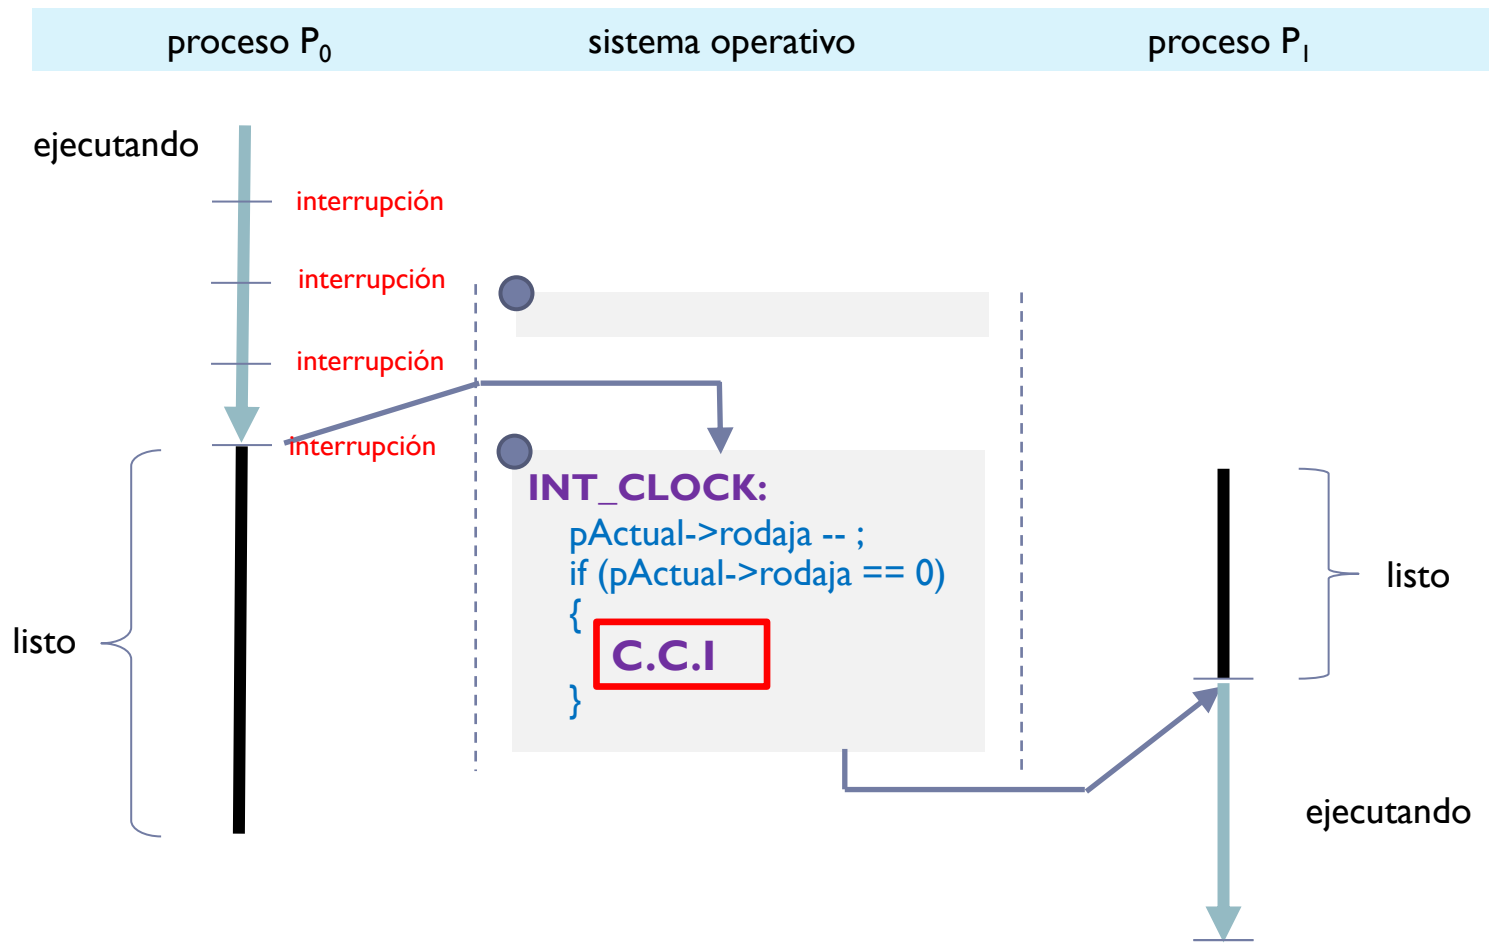 proceso P₀
sistema operativo
proceso P₁
ejecutando
interrupción
interrupción
interrupción
interrupción
INT_CLOCK:
pActual->rodaja -- ;
if (pActual->rodaja == 0)
{
C.C.I
}
listo
listo
ejecutando